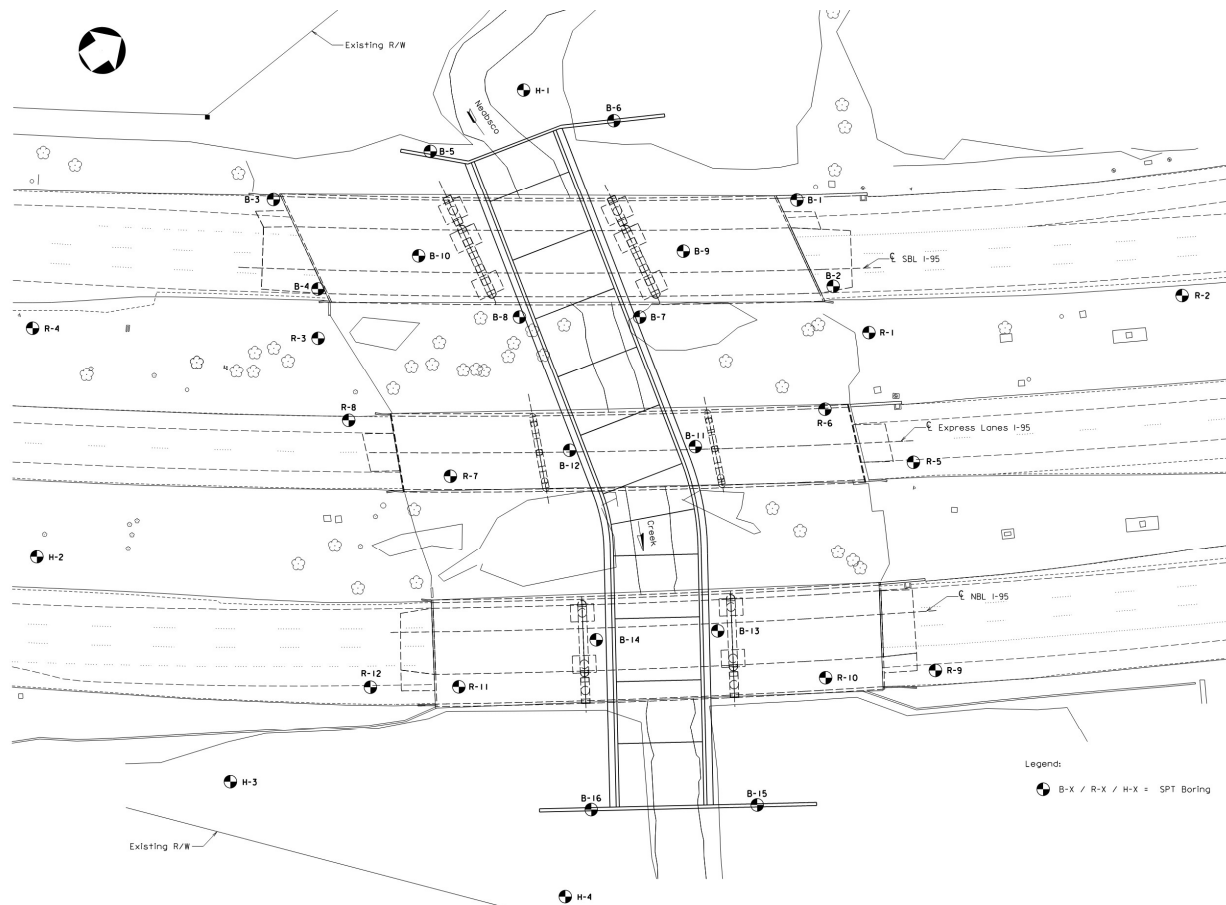 Existing R/W
H-1
Neabsco
B-6
B-5
B-3
B-1
B-10
B-9
℄ SBL I-95
B-4
B-2
R-2
R-4
B-8
B-7
R-3
R-1
R-8
R-6
℄ Express Lanes I-95
B-12
B-11
R-5
R-7
Creek
H-2
℄ NBL I-95
B-14
B-13
R-12
R-11
R-10
R-9
H-3
Legend:
B-X / R-X / H-X = SPT Boring
B-16
B-15
Existing R/W
H-4